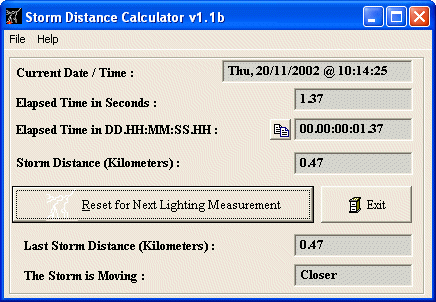 Storm Distance Calculator v1.1b
File Help
Current Date / Time : Thu, 20/11/2002 @ 10:14:25
Elapsed Time in Seconds : 1.37
Elapsed Time in DD.HH:MM:SS.HH : 00.00:00:01.37
Storm Distance (Kilometers) : 0.47
Reset for Next Lighting Measurement Exit
Last Storm Distance (Kilometers) : 0.47
The Storm is Moving : Closer